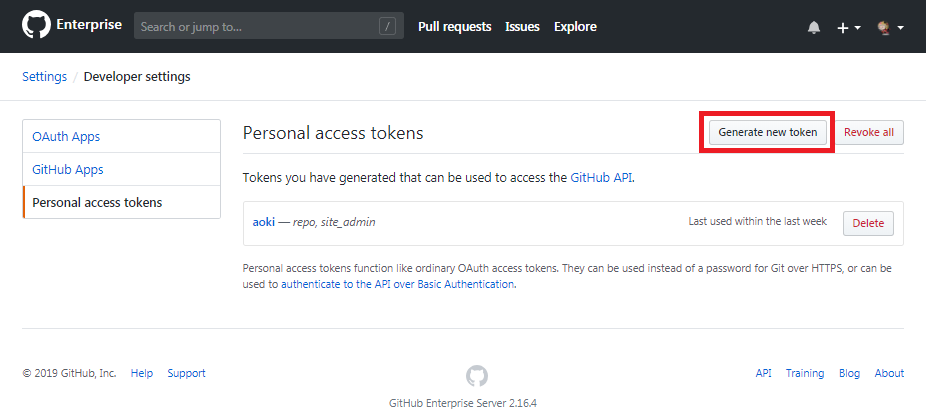 Enterprise Search or jump to... / Pull requests Issues Explore
Settings / Developer settings
OAuth Apps
GitHub Apps
Personal access tokens
Personal access tokens Generate new token Revoke all
Tokens you have generated that can be used to access the GitHub API.
aoki — repo, site_admin Last used within the last week Delete
Personal access tokens function like ordinary OAuth access tokens. They can be used instead of a password for Git over HTTPS, or can be
used to authenticate to the API over Basic Authentication.
© 2019 GitHub, Inc. Help Support API Training Blog About
GitHub Enterprise Server 2.16.4